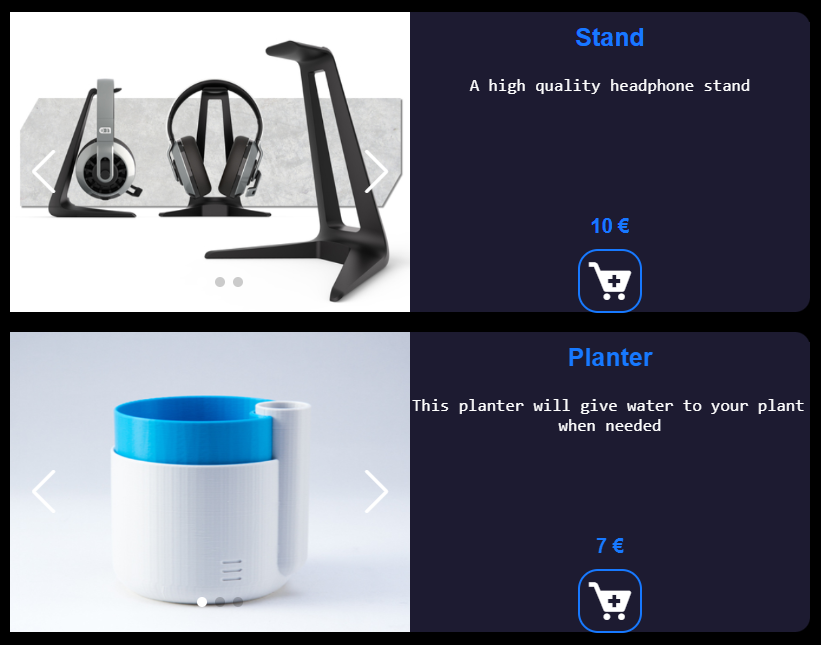 Stand
A high quality headphone stand
10 €
Planter
This planter will give water to your plant
when needed
7 €